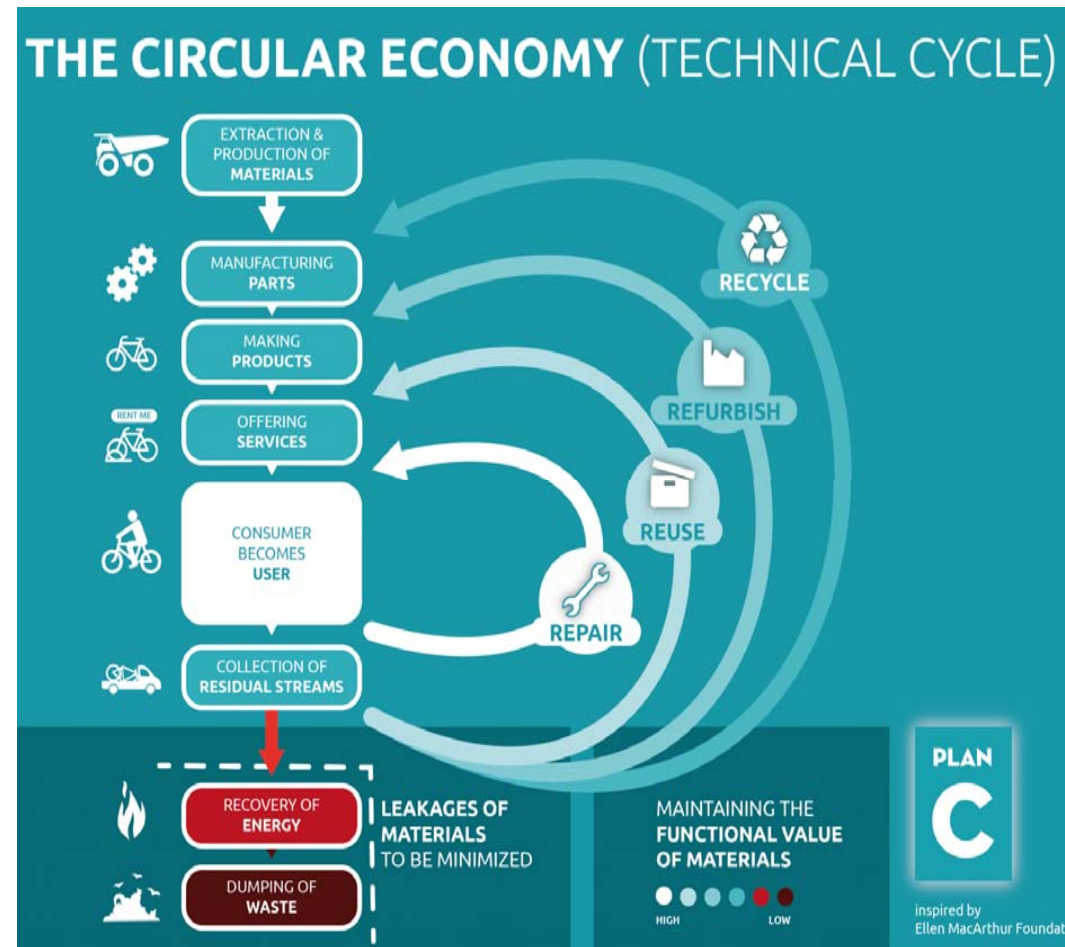 THE CIRCULAR ECONOMY (TECHNICAL CYCLE)
EXTRACTION &
PRODUCTION OF
MATERIALS
MANUFACTURING
PARTS
MAKING
PRODUCTS
RENT ME
OFFERING
SERVICES
CONSUMER
BECOMES
USER
COLLECTION OF
RESIDUAL STREAMS
RECOVERY OF
ENERGY
DUMPING OF
WASTE
RECYCLE
REFURBISH
REUSE
REPAIR
LEAKAGES OF
MATERIALS
TO BE MINIMIZED
MAINTAINING THE
FUNCTIONAL VALUE
OF MATERIALS
HIGH LOW
PLAN
C
inspired by
Ellen MacArthur Foundat